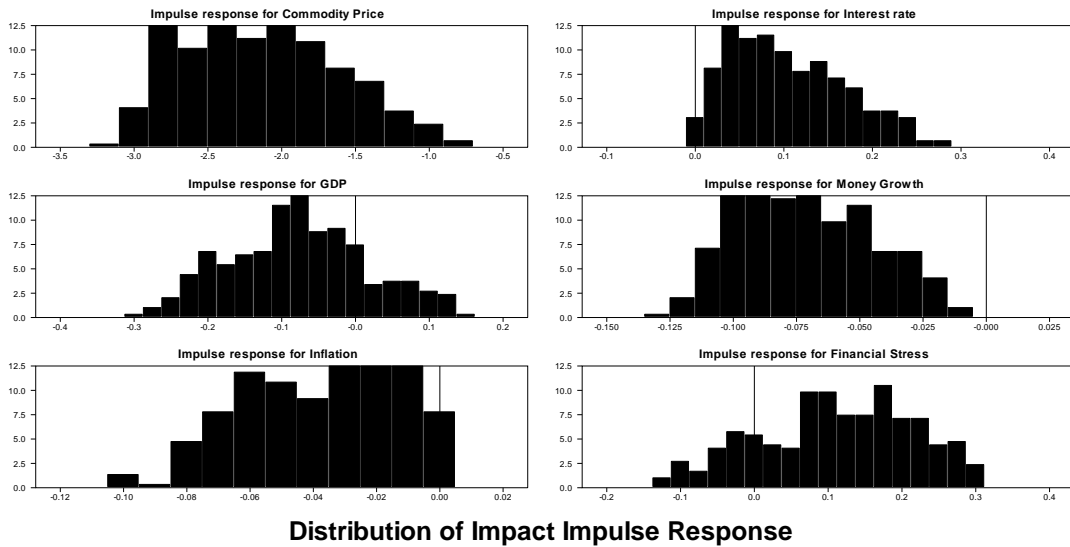 Impulse response for Commodity Price
12.5
10.0
7.5
5.0
2.5
0.0
-3.5 -3.0 -2.5 -2.0 -1.5 -1.0 -0.5
Impulse response for Interest rate
12.5
10.0
7.5
5.0
2.5
0.0
-0.1 0.0 0.1 0.2 0.3 0.4
Impulse response for GDP
12.5
10.0
7.5
5.0
2.5
0.0
-0.4 -0.3 -0.2 -0.1 -0.0 0.1 0.2
Impulse response for Money Growth
12.5
10.0
7.5
5.0
2.5
0.0
-0.150 -0.125 -0.100 -0.075 -0.050 -0.025 -0.000 0.025
Impulse response for Inflation
12.5
10.0
7.5
5.0
2.5
0.0
-0.12 -0.10 -0.08 -0.06 -0.04 -0.02 0.00 0.02
Impulse response for Financial Stress
12.5
10.0
7.5
5.0
2.5
0.0
-0.2 -0.1 0.0 0.1 0.2 0.3 0.4
Distribution of Impact Impulse Response